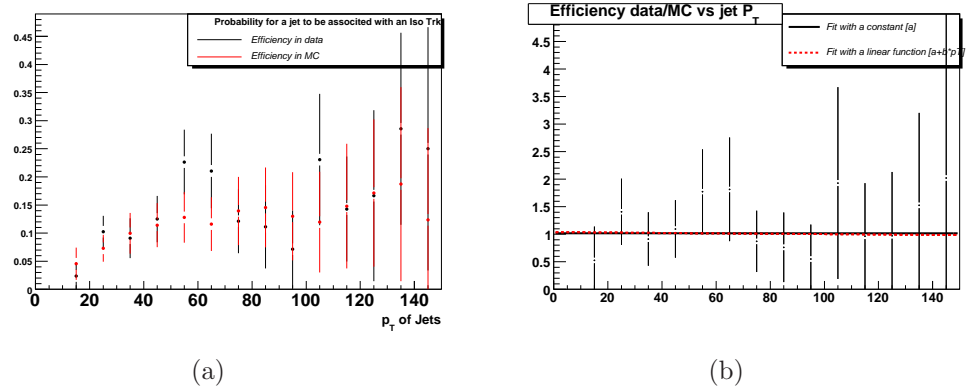 Probability for a jet to be associted with an Iso Trk
Efficiency in data
Efficiency in MC
0.45
0.4
0.35
0.3
0.25
0.2
0.15
0.1
0.05
0
0 20 40 60 80 100 120 140
p_T of Jets
(a)
Efficiency data/MC vs jet P_T
Fit with a constant [a]
Fit with a linear function [a+b*pT]
4.5
4
3.5
3
2.5
2
1.5
1
0.5
0
0 20 40 60 80 100 120 140
(b)